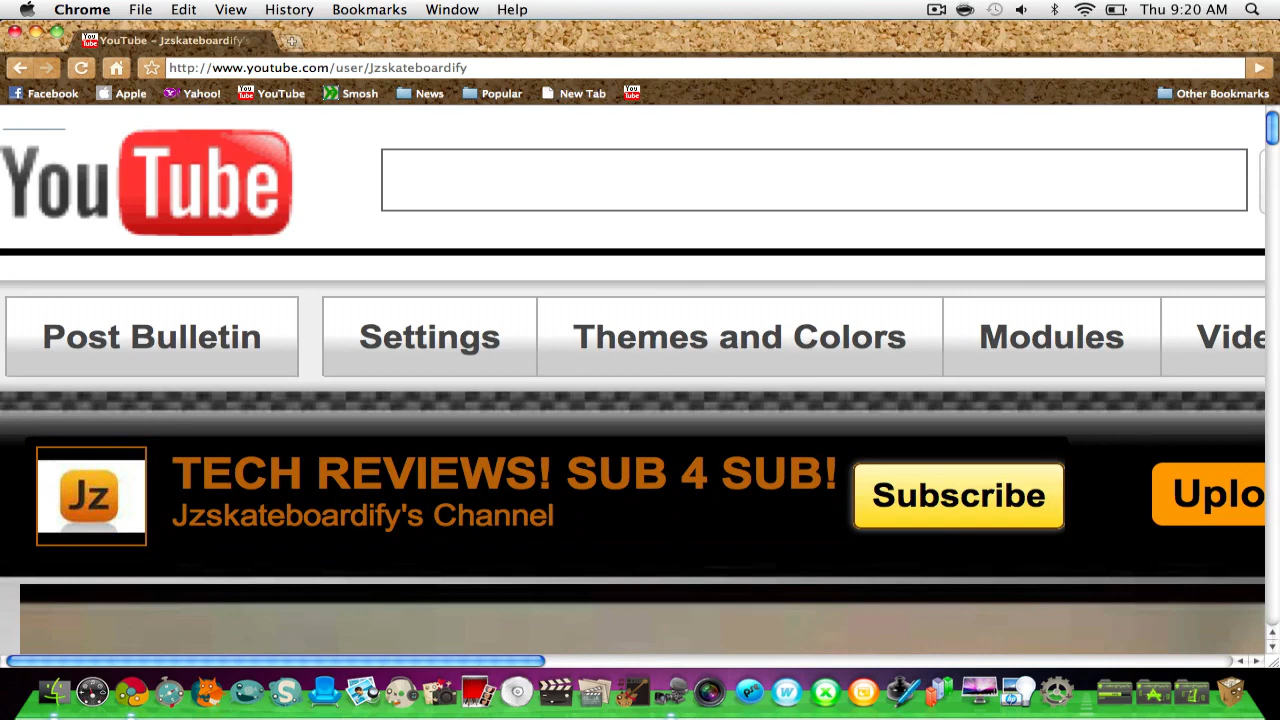 Chrome File Edit View History Bookmarks Window Help Thu 9:20 AM
You Tube YouTube - Jzskateboardify's
http://www.youtube.com/user/Jzskateboardify
Facebook Apple Yahoo! YouTube Smosh News Popular New Tab Other Bookmarks
YouTube
Post Bulletin Settings Themes and Colors Modules Vide
Jz
TECH REVIEWS! SUB 4 SUB!
Jzskateboardify's Channel
Subscribe Uplo